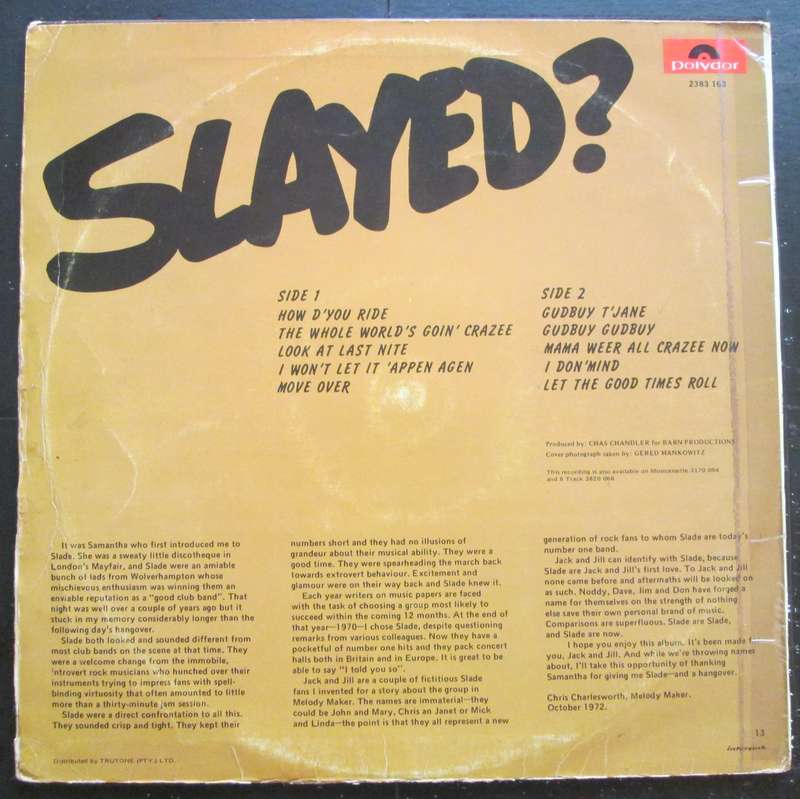 SLAYED?
polydor
2383 163
SIDE 1
HOW D'YOU RIDE
THE WHOLE WORLD'S GOIN' CRAZEE
LOOK AT LAST NITE
I WON'T LET IT 'APPEN AGEN
MOVE OVER
SIDE 2
GUDBUY T'JANE
GUDBUY GUDBUY
MAMA WEER ALL CRAZEE NOW
I DON'MIND
LET THE GOOD TIMES ROLL
Produced by: CHAS CHANDLER for BARN PRODUCTIONS
Cover photograph taken by: GERED MANKOWITZ
This recording is also available on Musicassette 3170 094
and 8 Track 3820 066
It was Samantha who first introduced me to
Slade. She was a sweaty little discotheque in
London's Mayfair, and Slade were an amiable
bunch of lads from Wolverhampton whose
mischievous enthusiasm was winning them an
enviable reputation as a "good club band". That
night was well over a couple of years ago but it
stuck in my memory considerably longer than the
following day's hangover.
Slade both looked and sounded different from
most club bands on the scene at that time. They
were a welcome change from the immobile,
introvert rock musicians who hunched over their
instruments trying to impress fans with spell-
binding virtuosity that often amounted to little
more than a thirty-minute jam session.
Slade were a direct confrontation to all this.
They sounded crisp and tight. They kept their
numbers short and they had no illusions of
grandeur about their musical ability. They were a
good time. They were spearheading the march back
towards extrovert behaviour. Excitement and
glamour were on their way back and Slade knew it.
Each year writers on music papers are faced
with the task of choosing a group most likely to
succeed within the coming 12 months. At the end of
that year—1970—I chose Slade, despite questioning
remarks from various colleagues. Now they have a
pocketful of number one hits and they pack concert
halls both in Britain and in Europe. It is great to be
able to say "I told you so".
Jack and Jill are a couple of fictitious Slade
fans I invented for a story about the group in
Melody Maker. The names are immaterial—they
could be John and Mary, Chris an Janet or Mick
and Linda—the point is that they all represent a new
generation of rock fans to whom Slade are today's
number one band.
Jack and Jill can identify with Slade, because
Slade are Jack and Jill's first love. To Jack and Jill
none came before and aftermaths will be looked on
as such. Noddy, Dave, Jim and Don have forged a
name for themselves on the strength of nothing
else save their own personal brand of music.
Comparisons are superfluous. Slade are Slade,
and Slade are now.
I hope you enjoy this album. It's been made f
you, Jack and Jill. And while we're throwing names
about, I'll take this opportunity of thanking
Samantha for giving me Slade—and a hangover.
Chris Charlesworth, Melody Maker.
October 1972.
13
Distributed by TRUTONE (PTY.) LTD.